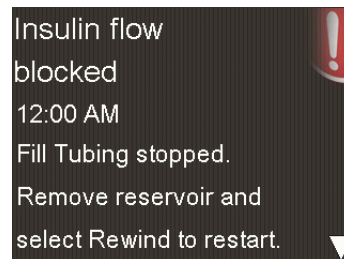 Insulin flow
blocked
12:00 AM
Fill Tubing stopped.
Remove reservoir and
select Rewind to restart.